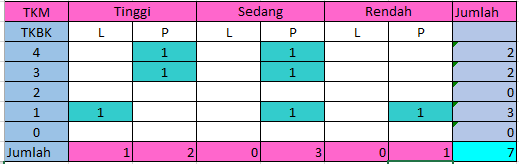 TKM Tinggi Sedang Rendah Jumlah
TKBK L P L P L P
4 1 1 2
3 1 1 2
2 0
1 1 1 1 3
0 0
Jumlah 1 2 0 3 0 1 7